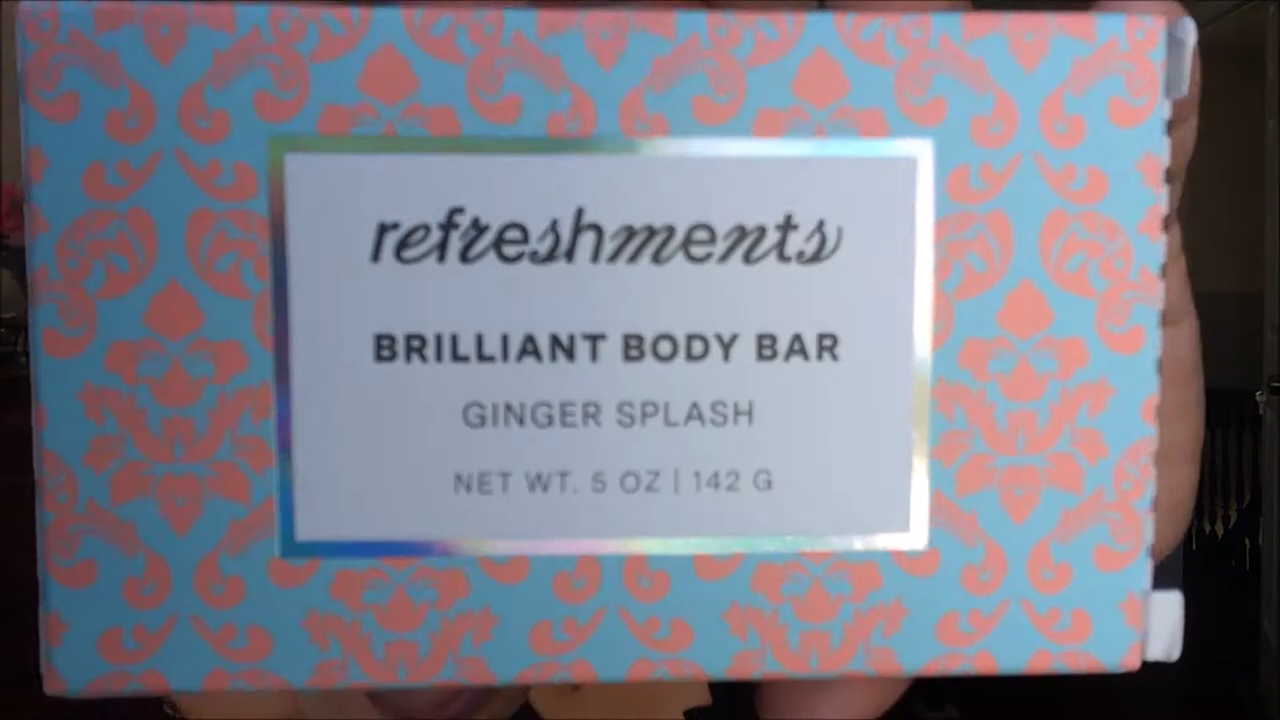 refreshments
BRILLIANT BODY BAR
GINGER SPLASH
NET WT. 5 OZ | 142 G